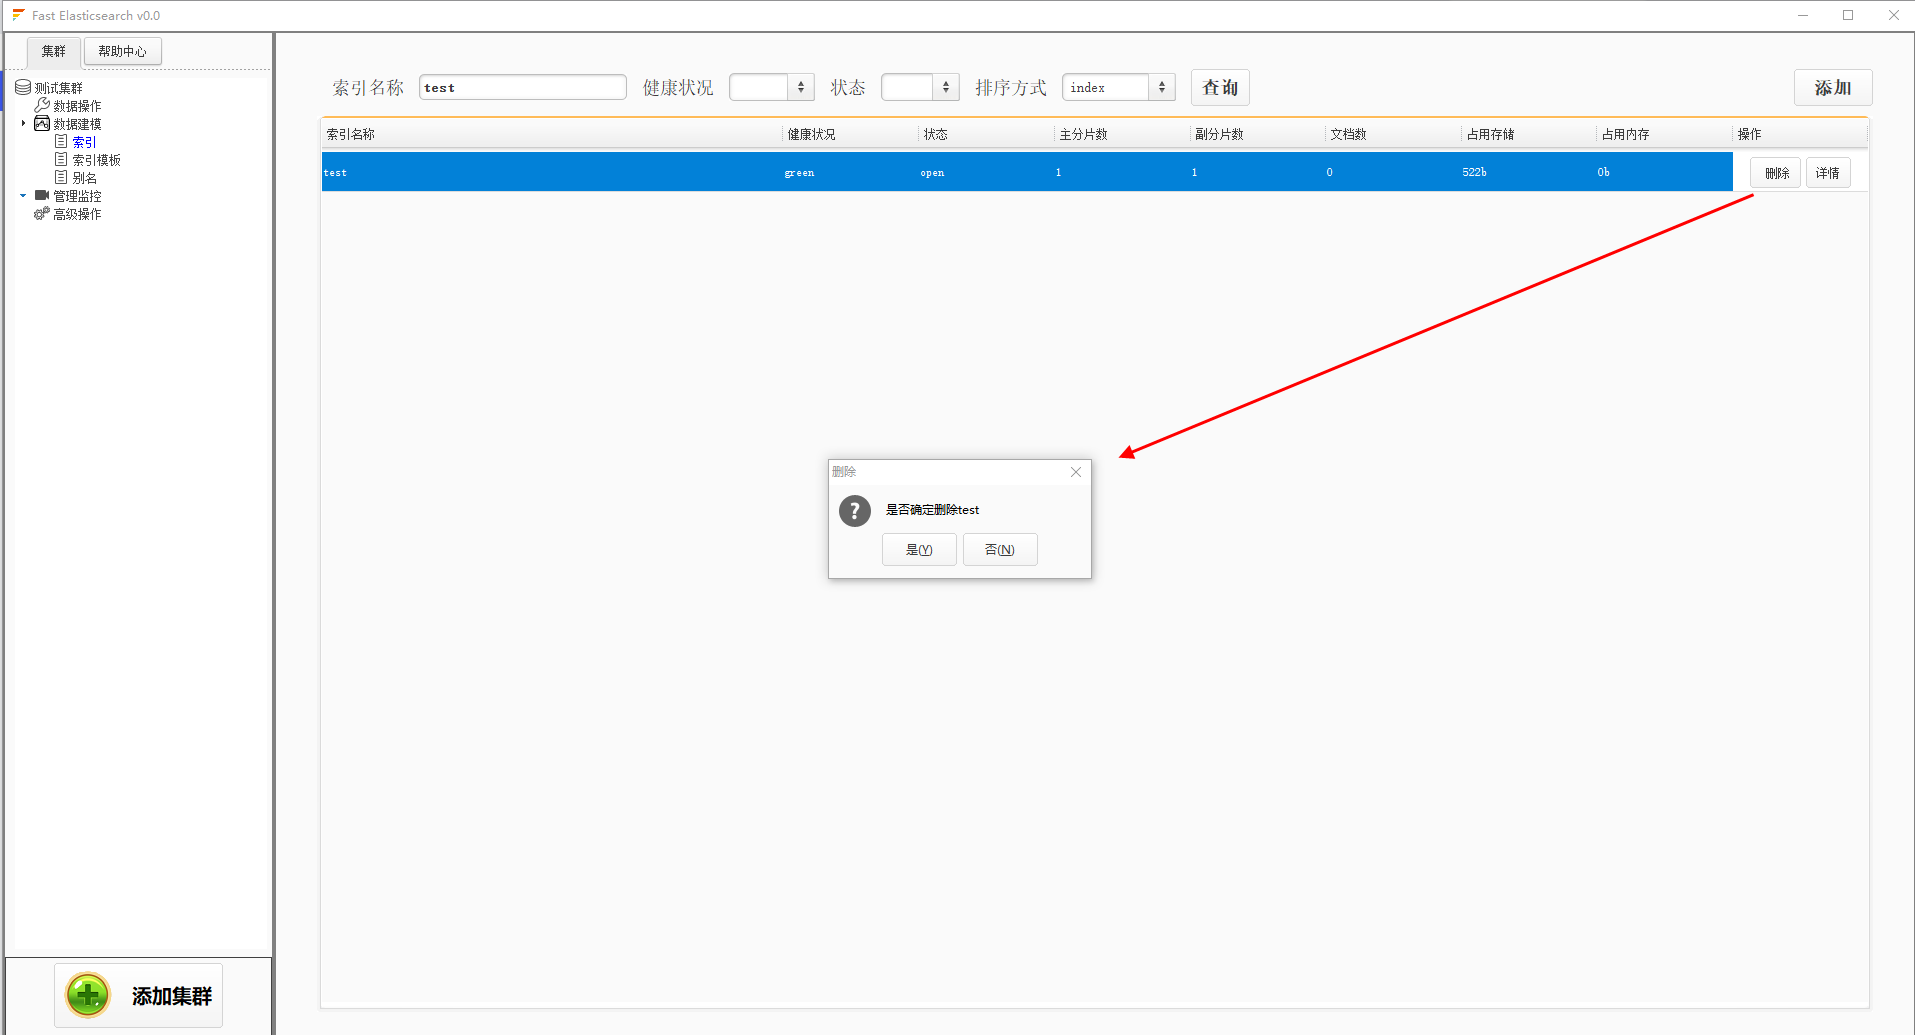 Fast Elasticsearch v0.0
集群 帮助中心
测试集群
数据操作
数据建模
索引
索引模板
别名
管理监控
高级操作
添加集群
索引名称 test 健康状况 状态 排序方式 index 查询 添加
索引名称 健康状况 状态 主分片数 副分片数 文档数 占用存储 占用内存 操作
test green open 1 1 0 522b 0b 删除 详情
删除
是否确定删除test
是(Y) 否(N)